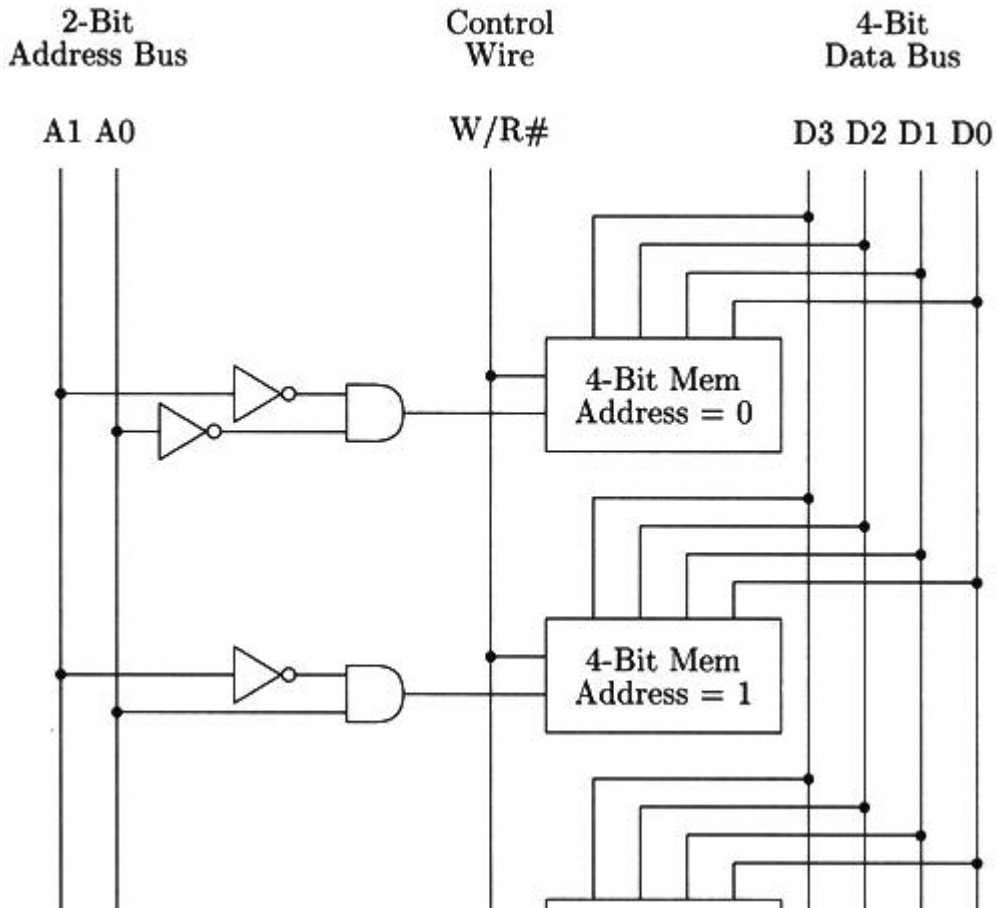 2-Bit
Address Bus
Control
Wire
4-Bit
Data Bus
A1 A0
W/R#
D3 D2 D1 D0
4-Bit Mem
Address = 0
4-Bit Mem
Address = 1